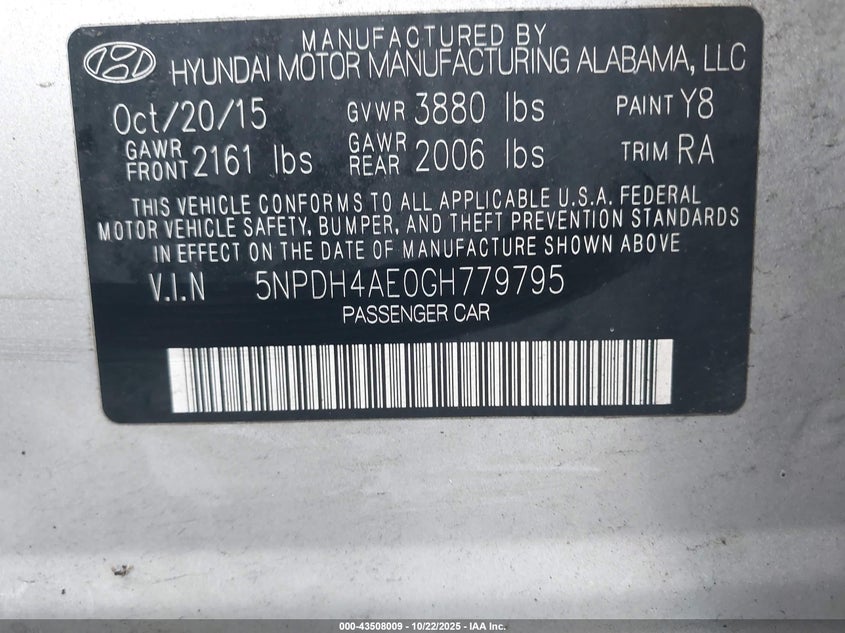 MANUFACTURED BY
HYUNDAI MOTOR MANUFACTURING ALABAMA, LLC
Oct/20/15 GVWR 3880 lbs PAINT Y8
GAWR FRONT 2161 lbs GAWR REAR 2006 lbs TRIM RA
THIS VEHICLE CONFORMS TO ALL APPLICABLE U.S.A. FEDERAL
MOTOR VEHICLE SAFETY, BUMPER, AND THEFT PREVENTION STANDARDS
IN EFFECT ON THE DATE OF MANUFACTURE SHOWN ABOVE
V.I.N 5NPDH4AE0GH779795
PASSENGER CAR
000-43508009 - 10/22/2025 - IAA Inc.